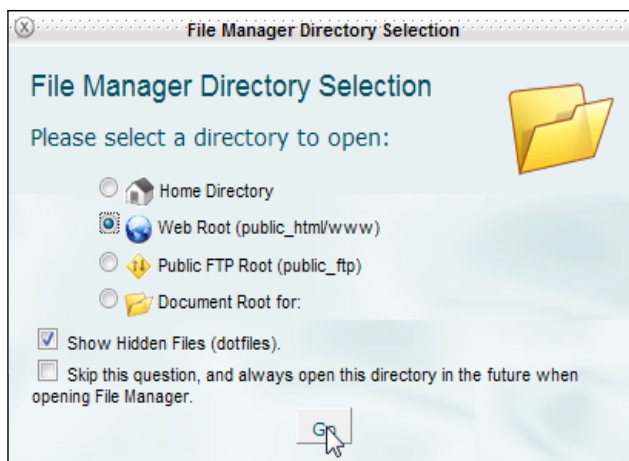 File Manager Directory Selection
File Manager Directory Selection
Please select a directory to open:
Home Directory
Web Root (public_html/www)
Public FTP Root (public_ftp)
Document Root for:
Show Hidden Files (dotfiles).
Skip this question, and always open this directory in the future when
opening File Manager.
Go